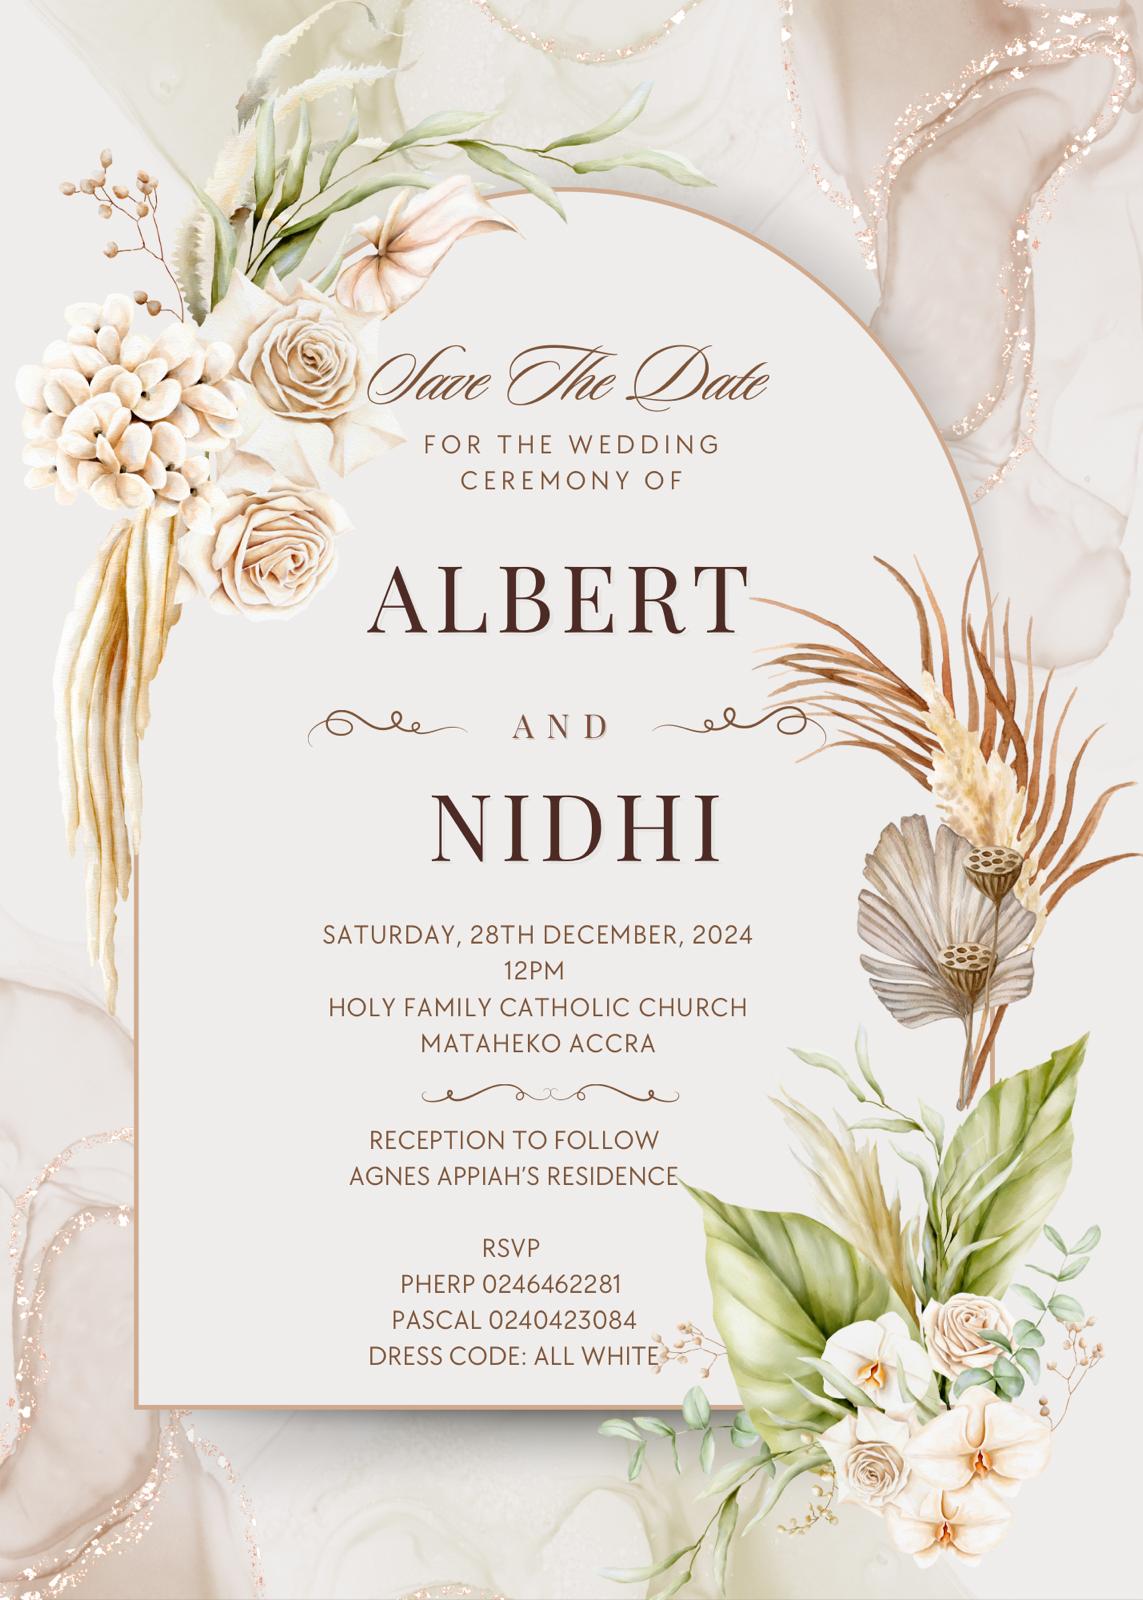 Save The Date
FOR THE WEDDING
CEREMONY OF
ALBERT
AND
NIDHI
SATURDAY, 28TH DECEMBER, 2024
12PM
HOLY FAMILY CATHOLIC CHURCH
MATAHEKO ACCRA
RECEPTION TO FOLLOW
AGNES APPIAH'S RESIDENCE
RSVP
PHERP 0246462281
PASCAL 0240423084
DRESS CODE: ALL WHITE